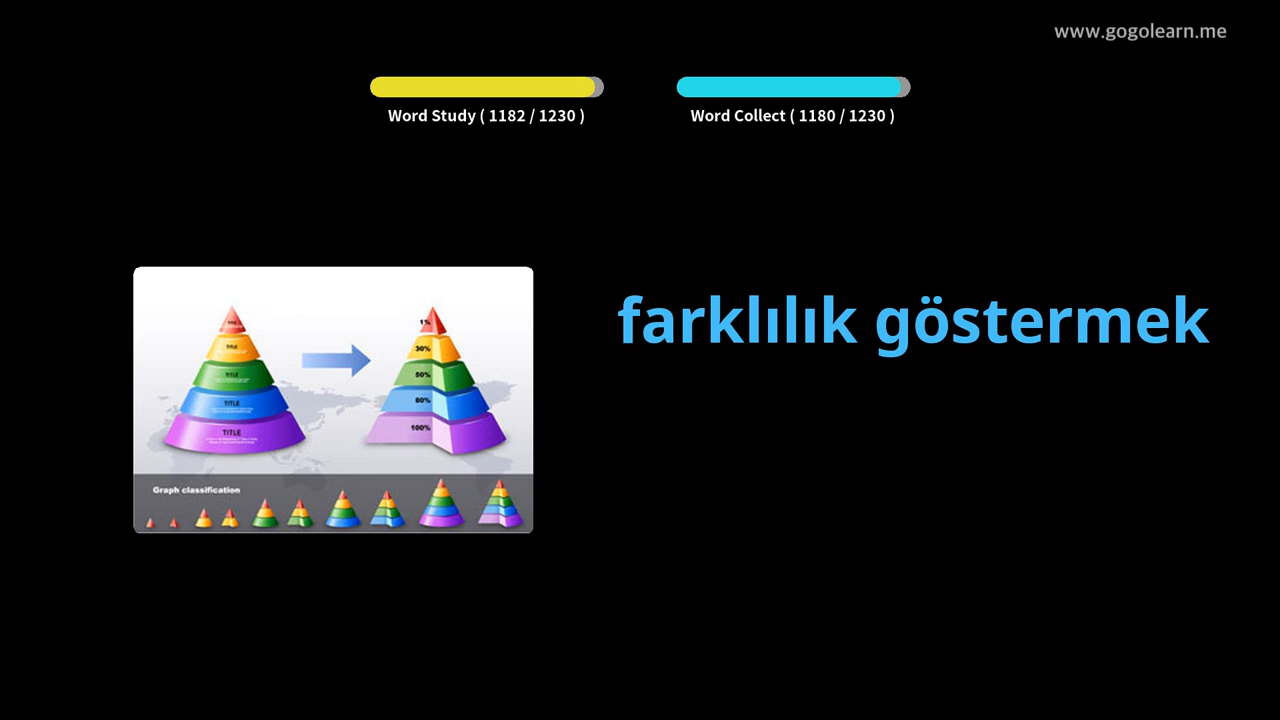 www.gogolearn.me
Word Study ( 1182 / 1230 )
Word Collect ( 1180 / 1230 )
farklılık göstermek
TITLE
TITLE
TITLE
TITLE
1%
30%
50%
80%
100%
Graph classification